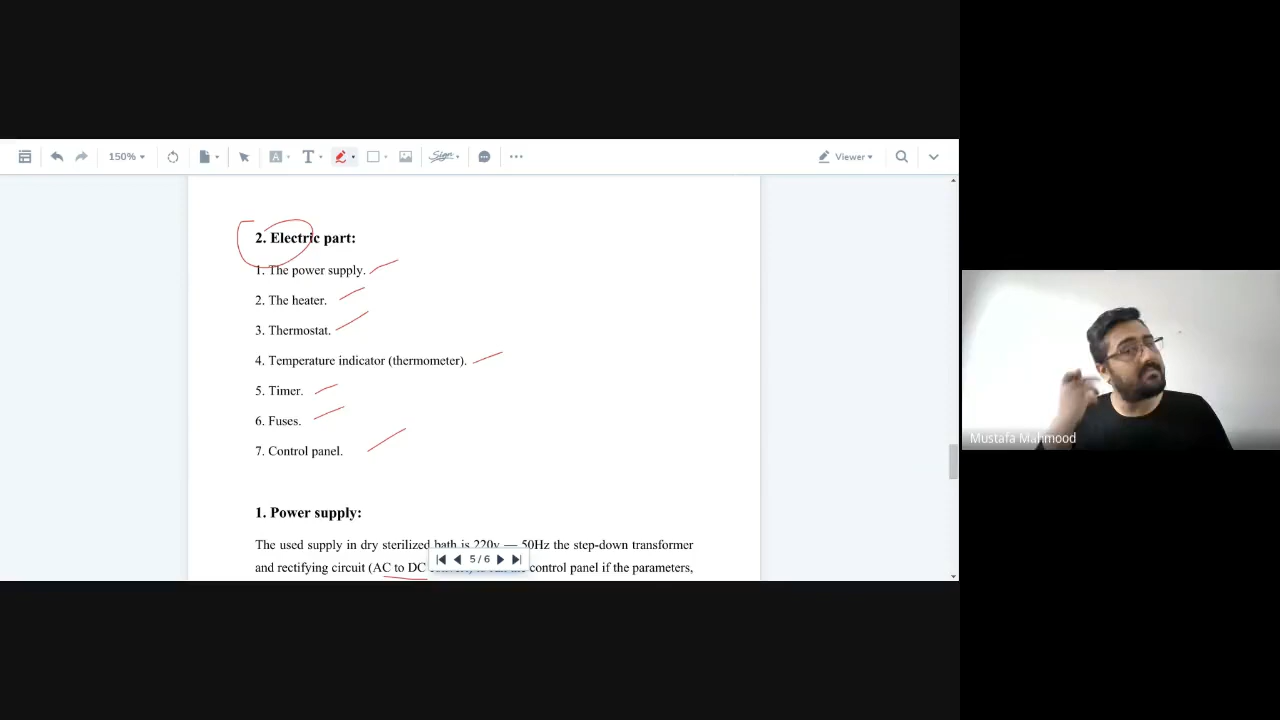 150%
T
Sign
Viewer
2. Electric part:
1. The power supply.
2. The heater.
3. Thermostat.
4. Temperature indicator (thermometer).
5. Timer.
6. Fuses.
7. Control panel.
1. Power supply:
The used supply in dry sterilized bath is 220v — 50Hz the step-down transformer
and rectifying circuit (AC to DC control panel if the parameters,
5 / 6
Mustafa Mahmood